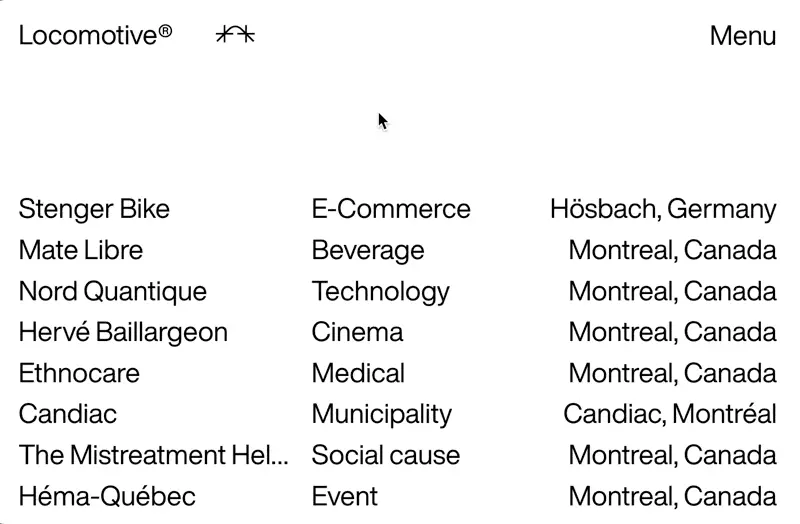 Locomotive® Menu
Stenger Bike E-Commerce Hösbach, Germany
Mate Libre Beverage Montreal, Canada
Nord Quantique Technology Montreal, Canada
Hervé Baillargeon Cinema Montreal, Canada
Ethnocare Medical Montreal, Canada
Candiac Municipality Candiac, Montréal
The Mistreatment Hel... Social cause Montreal, Canada
Héma-Québec Event Montreal, Canada